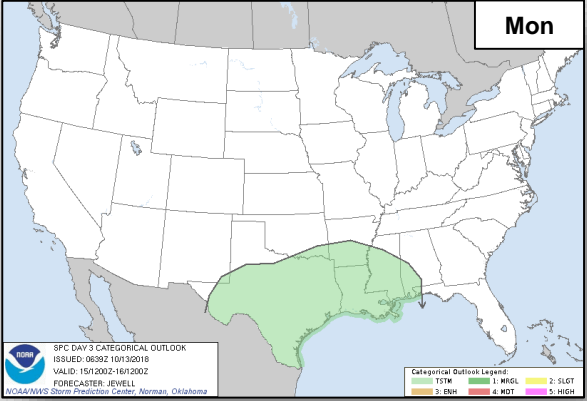 Mon
SPC DAY 3 CATEGORICAL OUTLOOK
ISSUED: 0639Z 10/13/2018
VALID: 15/1200Z-16/1200Z
FORECASTER: JEWELL
NOAA/NWS Storm Prediction Center, Norman, Oklahoma
NOAA
Categorical Outlook Legend:
TSTM 1: MRGL 2: SLGT
3: ENH 4: MDT 5: HIGH